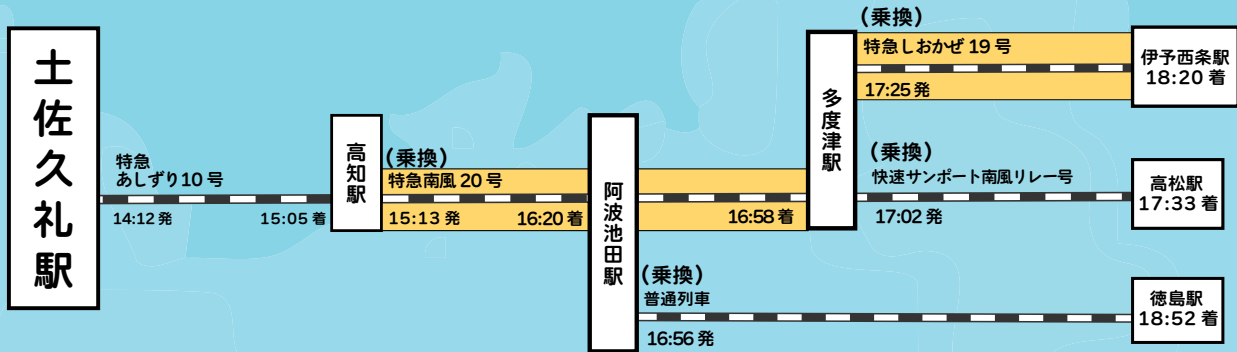 土佐久礼駅
特急
あしずり10号
14:12発
15:05着
高知駅
(乗換)
特急南風20号
15:13発
16:20着
阿波池田駅
(乗換)
普通列車
16:56発
16:58着
多度津駅
(乗換)
特急しおかぜ19号
17:25発
(乗換)
快速サンポート南風リレー号
17:02発
伊予西条駅
18:20着
高松駅
17:33着
徳島駅
18:52着